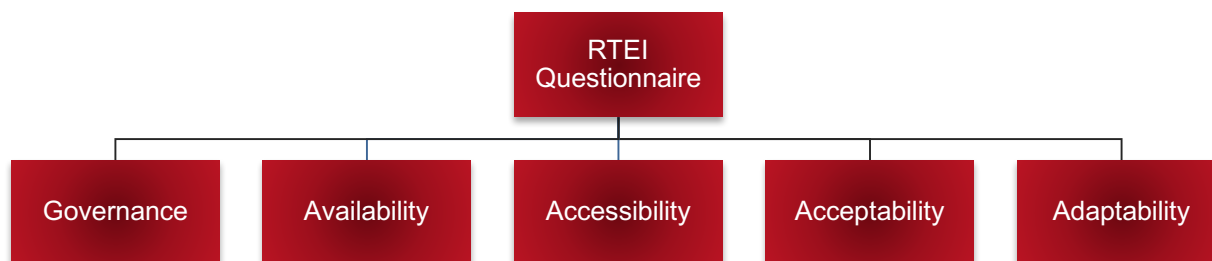 RTEI
Questionnaire
Governance
Availability
Accessibility
Acceptability
Adaptability